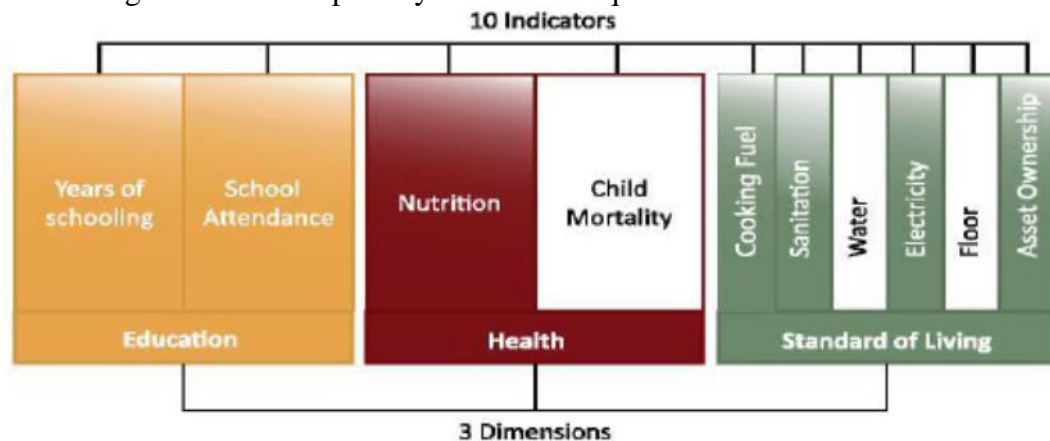 10 Indicators
Years of
schooling
School
Attendance
Nutrition
Child
Mortality
Cooking Fuel
Sanitation
Water
Electricity
Floor
Asset Ownership
Education
Health
Standard of Living
3 Dimensions